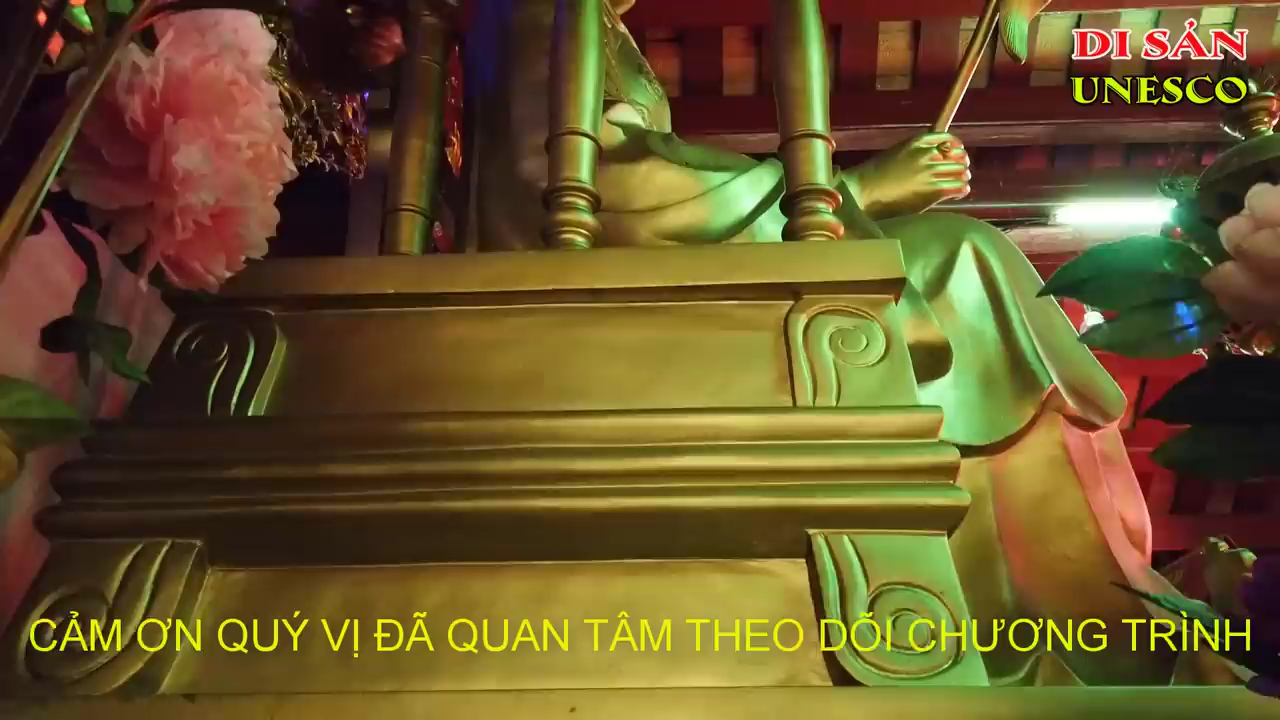 DI SẢN
UNESCO
CẢM ƠN QUÝ VỊ ĐÃ QUAN TÂM THEO DÕI CHƯƠNG TRÌNH